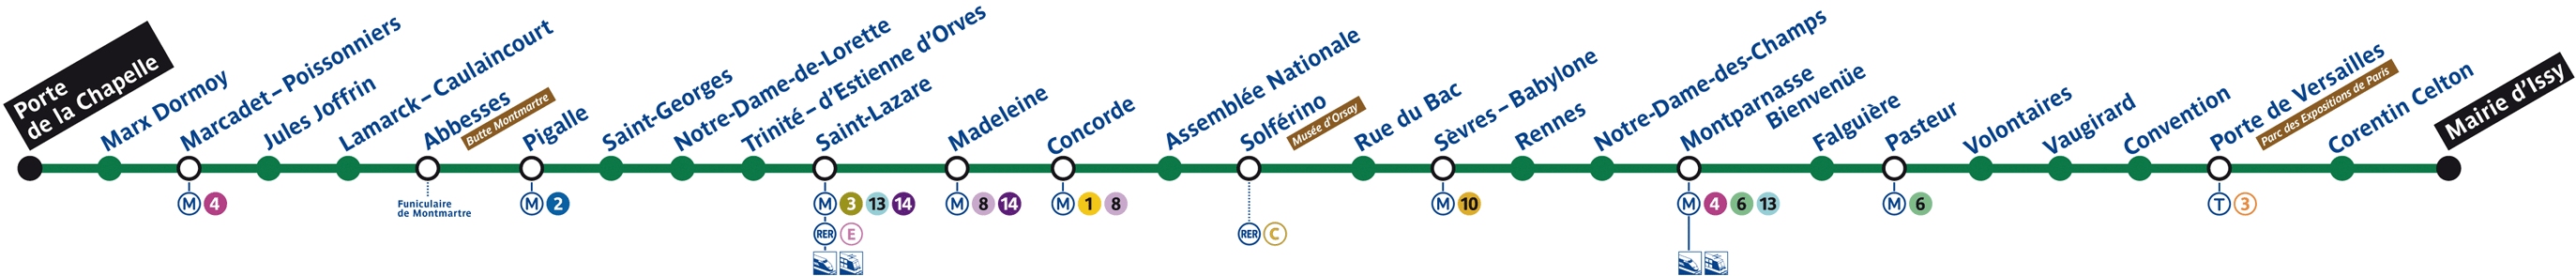 Porte
de la Chapelle
Marx Dormoy
Marcadet – Poissonniers
Jules Joffrin
Lamarck – Caulaincourt
Abbesses
Butte Montmartre
Pigalle
Saint-Georges
Notre-Dame-de-Lorette
Trinité – d'Estienne d'Orves
Saint-Lazare
Madeleine
Concorde
Assemblée Nationale
Solférino
Musée d'Orsay
Rue du Bac
Sèvres – Babylone
Rennes
Notre-Dame-des-Champs
Montparnasse
Bienvenüe
Falguière
Pasteur
Volontaires
Vaugirard
Convention
Porte de Versailles
Parc des Expositions de Paris
Corentin Celton
Mairie d'Issy
M 4
Funiculaire
de Montmartre
M 2
M 3 13 14
RER E
M 8 14
M 1 8
RER C
M 10
M 4 6 13
M 6
T 3